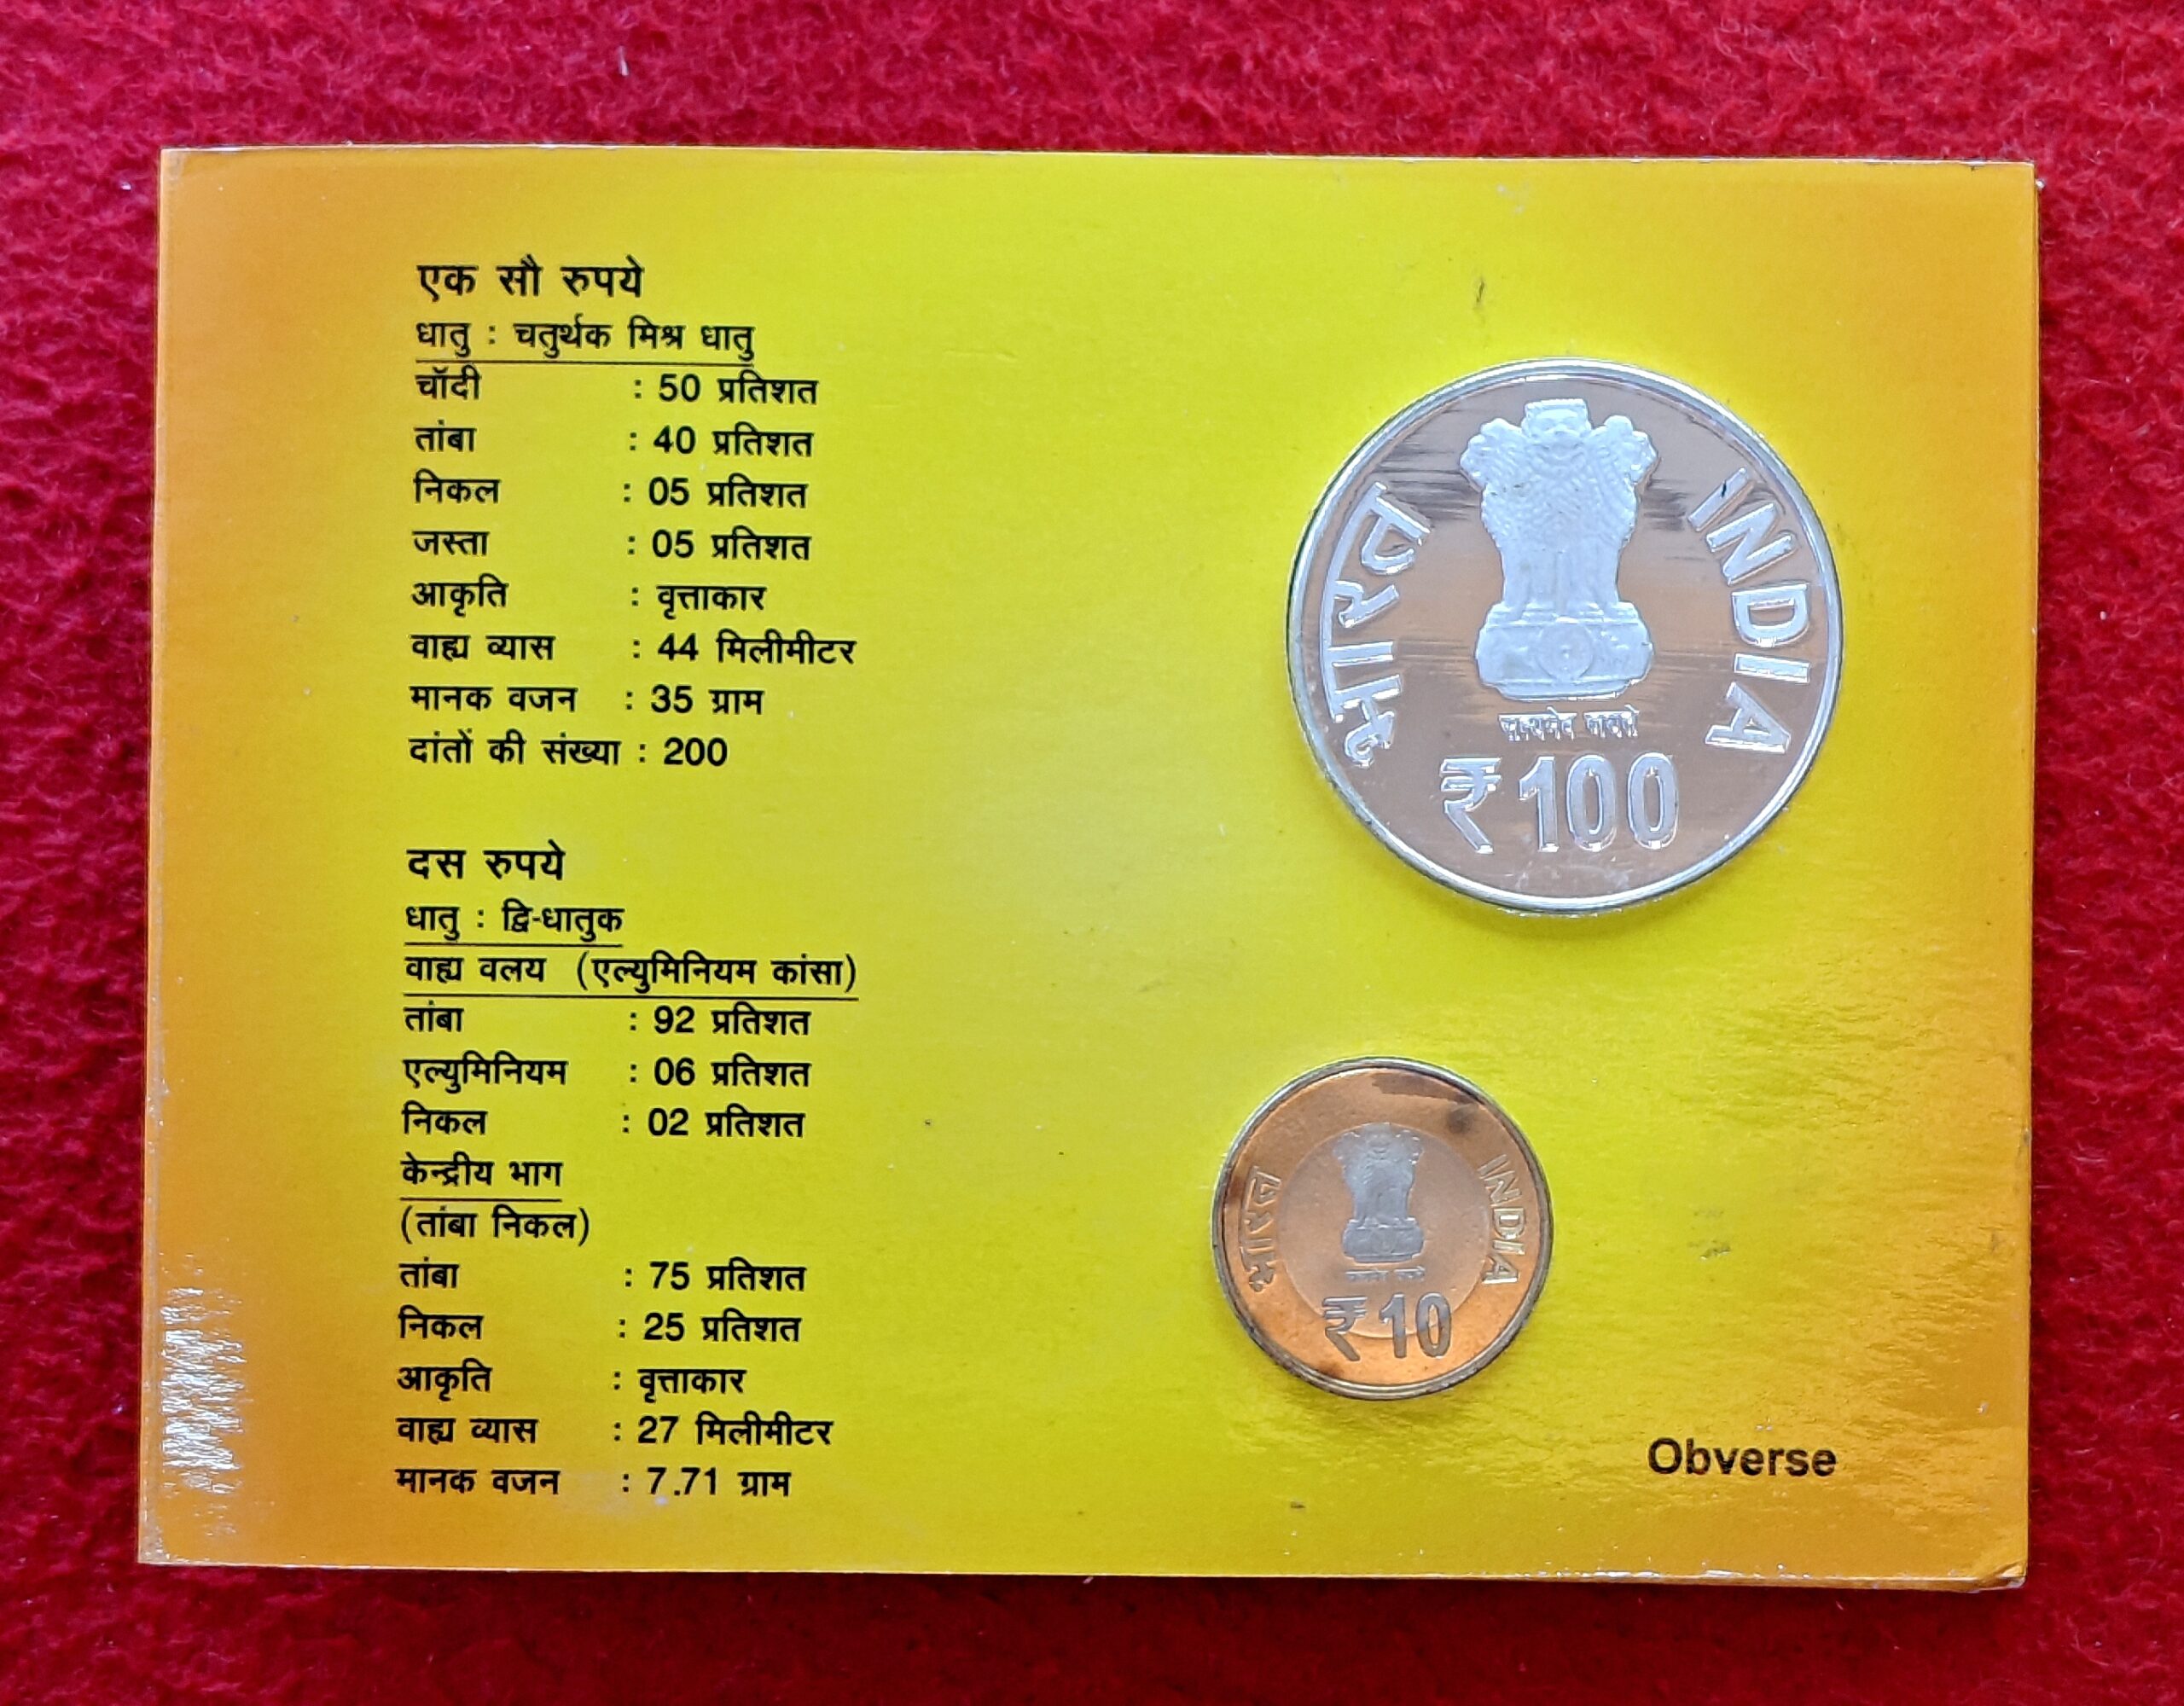 एक सौ रुपये
धातु : चतुर्थक मिश्र धातु
चॉदी : 50 प्रतिशत
तांबा : 40 प्रतिशत
निकल : 05 प्रतिशत
जस्ता : 05 प्रतिशत
आकृति : वृत्ताकार
वाह्य व्यास : 44 मिलीमीटर
मानक वजन : 35 ग्राम
दांतों की संख्या : 200
दस रुपये
धातु : द्वि-धातुक
वाह्य वलय (एल्युमिनियम कांसा)
तांबा : 92 प्रतिशत
एल्युमिनियम : 06 प्रतिशत
निकल : 02 प्रतिशत
केन्द्रीय भाग
(तांबा निकल)
तांबा : 75 प्रतिशत
निकल : 25 प्रतिशत
आकृति : वृत्ताकार
वाह्य व्यास : 27 मिलीमीटर
मानक वजन : 7.71 ग्राम
भारत
INDIA
सत्यमेव जयते
₹ 100
भारत
INDIA
₹ 10
Obverse